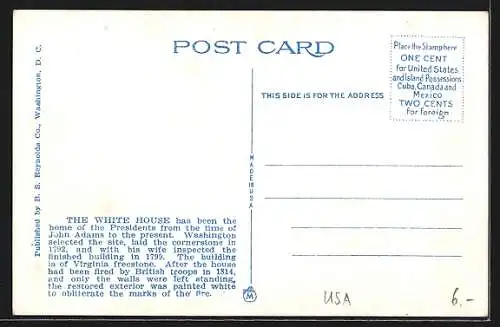 POST CARD
Place the Stamp here
ONE CENT
for United States
and Island Possessions
Cuba, Canada and
Mexico
TWO CENTS
for Foreign
THIS SIDE IS FOR THE ADDRESS
Published by B. S. Reynolds Co., Washington, D. C.
MADE IN U.S.A.
THE WHITE HOUSE has been the
home of the Presidents from the time of
John Adams to the present. Washington
selected the site, laid the cornerstone in
1792, and with his wife inspected the
finished building in 1799. The building
is of Virginia freestone. After the house
had been fired by British troops in 1814,
and only the walls were left standing,
the restored exterior was painted white
to obliterate the marks of the fire.
M
USA
6.-